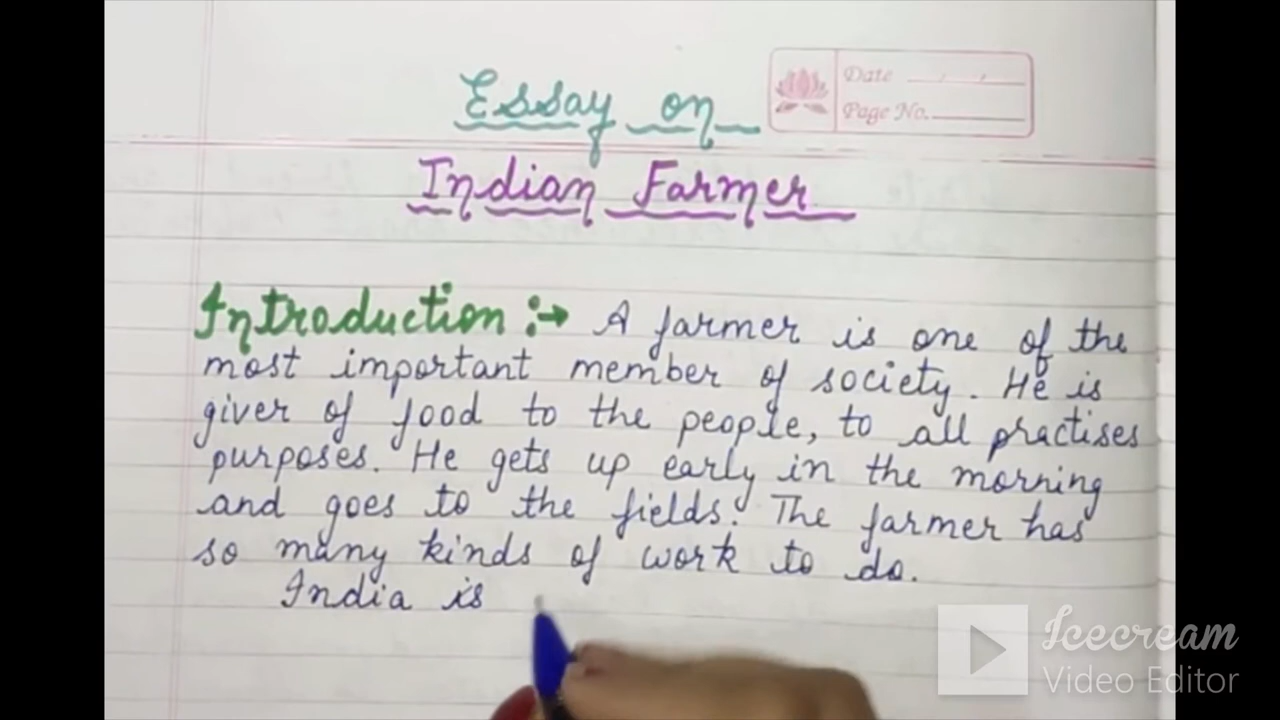 Essay on
Date
Page No.
Indian Farmer
Introduction :→ A farmer is one of the
most important member of society. He is
giver of food to the people, to all practises
purposes. He gets up early in the morning
and goes to the fields. The farmer has
so many kinds of work to do.
India is
Icecream
Video Editor